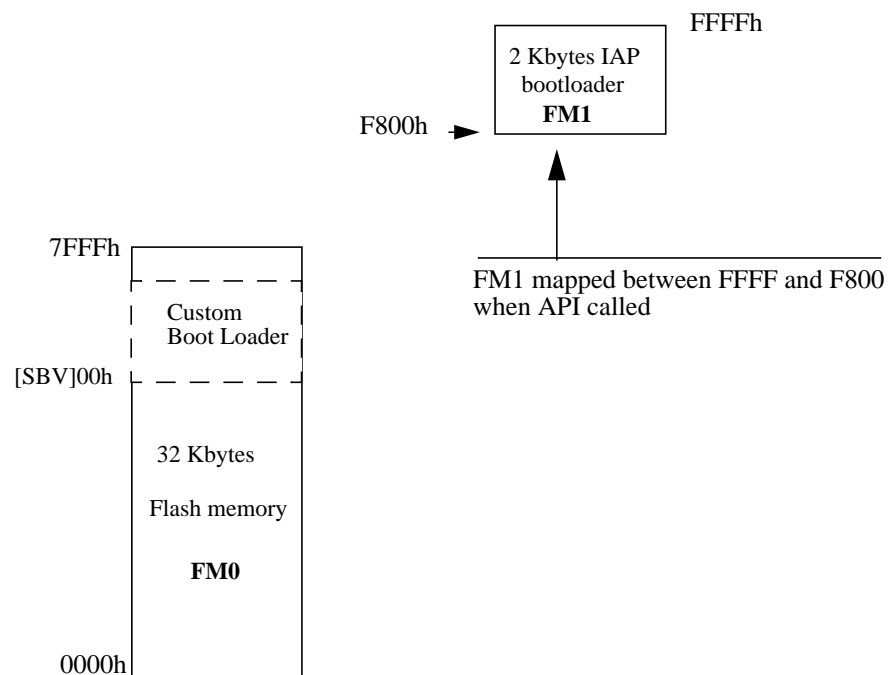 FFFFh
2 Kbytes IAP
bootloader
FM1
F800h
7FFFh
FM1 mapped between FFFF and F800
when API called
Custom
Boot Loader
[SBV]00h
32 Kbytes
Flash memory
FM0
0000h